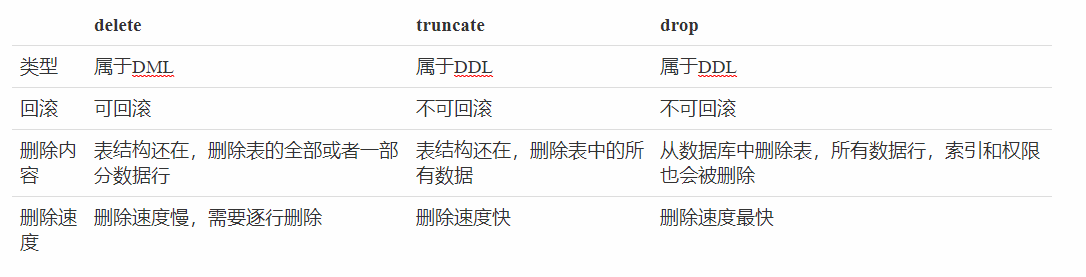 delete truncate drop
类型 属于DML 属于DDL 属于DDL
回滚 可回滚 不可回滚 不可回滚
删除内 表结构还在，删除表的全部或者一部 表结构还在，删除表中的所 从数据库中删除表，所有数据行，索引和权限
容 分数据行 有数据 也会被删除
删除速 删除速度慢，需要逐行删除 删除速度快 删除速度最快
度